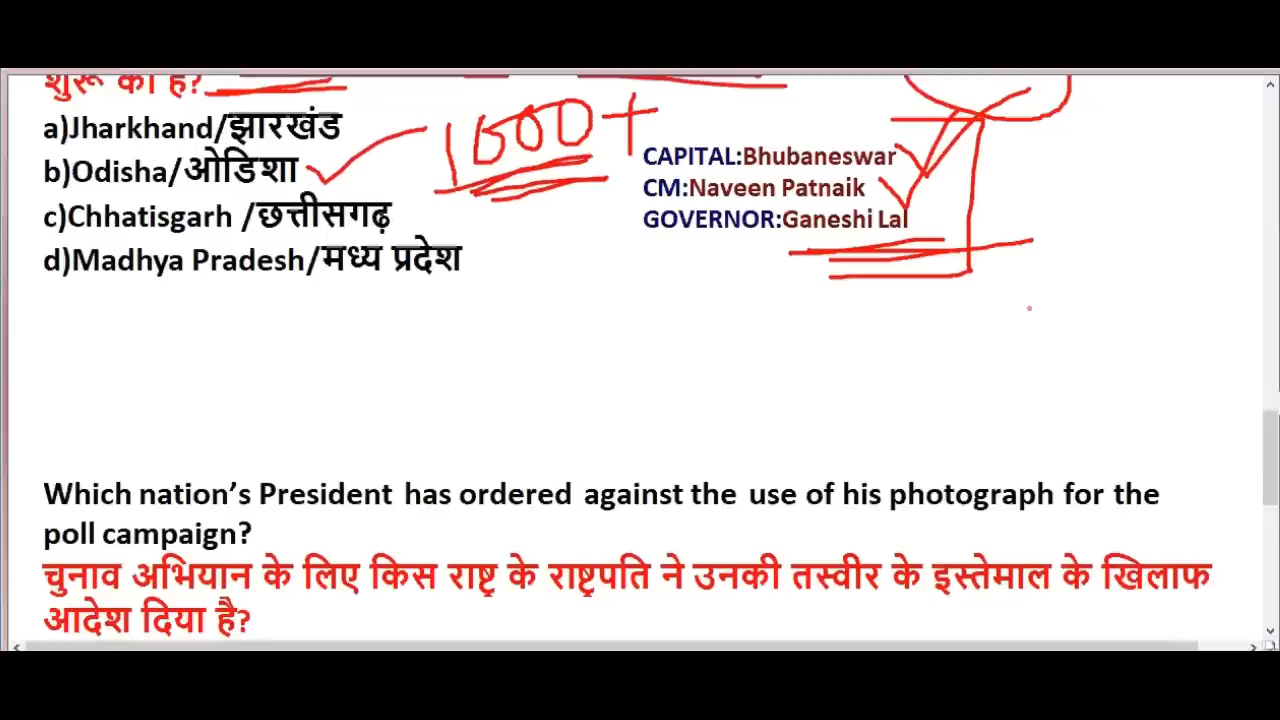 शुरू की है?
a)Jharkhand/झारखंड
b)Odisha/ओडिशा
1600+
CAPITAL:Bhubaneswar
CM:Naveen Patnaik
GOVERNOR:Ganeshi Lal
c)Chhatisgarh /छत्तीसगढ़
d)Madhya Pradesh/मध्य प्रदेश
Which nation's President has ordered against the use of his photograph for the
poll campaign?
चुनाव अभियान के लिए किस राष्ट्र के राष्ट्रपति ने उनकी तस्वीर के इस्तेमाल के खिलाफ
आदेश दिया है?